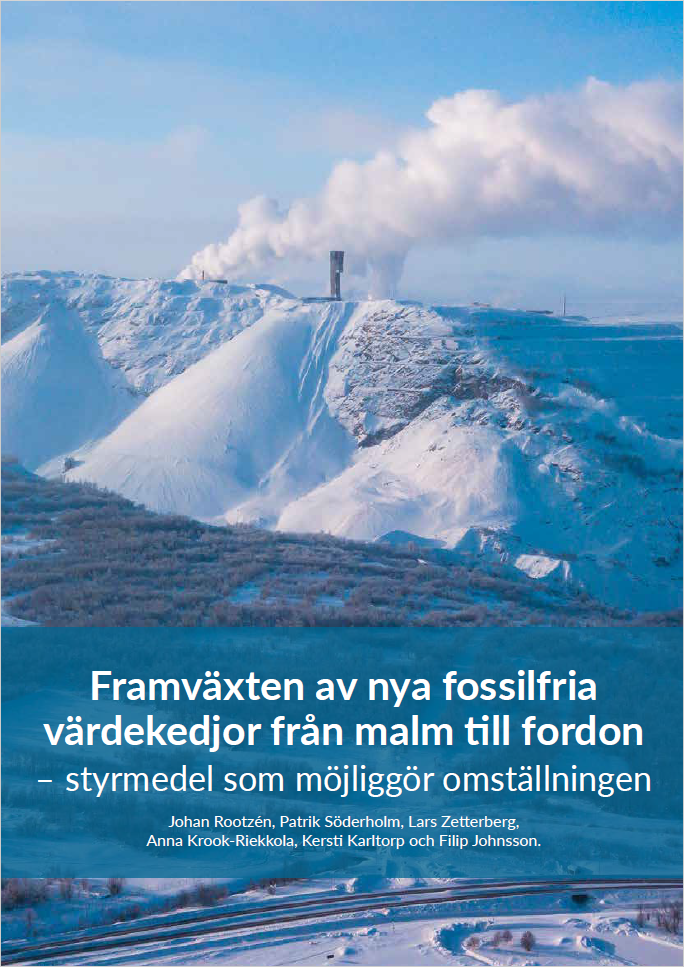 Framväxten av nya fossilfria
värdekedjor från malm till fordon
– styrmedel som möjliggör omställningen
Johan Rootzén, Patrik Söderholm, Lars Zetterberg,
Anna Krook-Riekkola, Kersti Karltorp och Filip Johnsson.